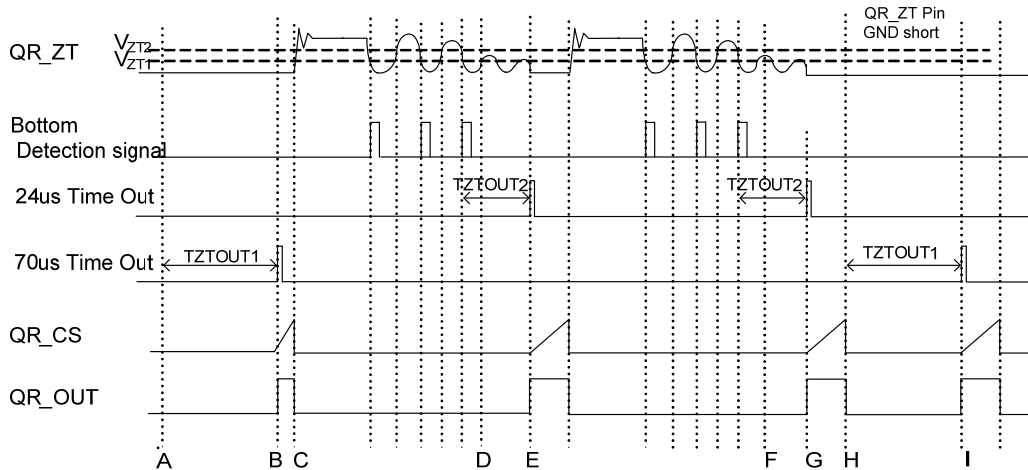 QR_ZT Pin
GND short
VZT2
QR_ZT
VZT1
Bottom
Detection signal
TZTOUT2
TZTOUT2
24us Time Out
TZTOUT1
TZTOUT1
70us Time Out
QR_CS
QR_OUT
A B C D E F G H I